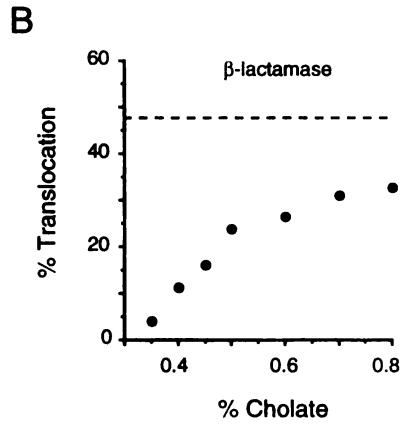 B
β-lactamase
60
40
20
0
% Translocation
0.4 0.6 0.8
% Cholate